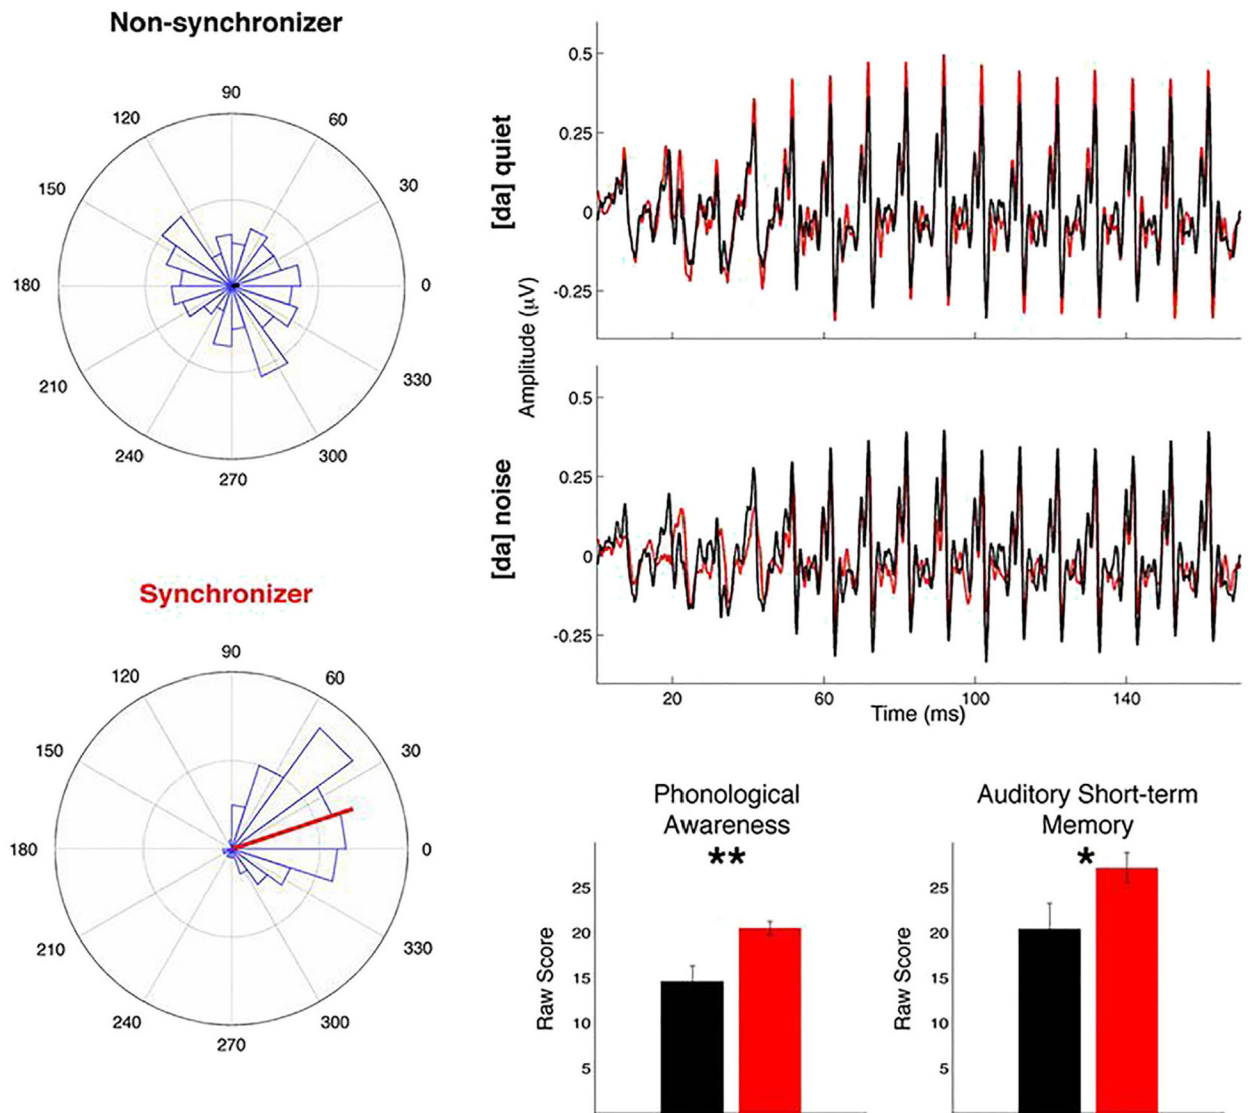 Non-synchronizer
90
120 60
150 30
180 0
210 330
240 300
270
Synchronizer
90
120 60
150 30
180 0
210 330
240 300
270
[da] quiet
0.5
0.25
0
-0.25
Amplitude (µV)
[da] noise
0.5
0.25
0
-0.25
20 60 100 140
Time (ms)
Phonological
Awareness
**
Raw Score
25
20
15
10
5
Auditory Short-term
Memory
*
Raw Score
25
20
15
10
5